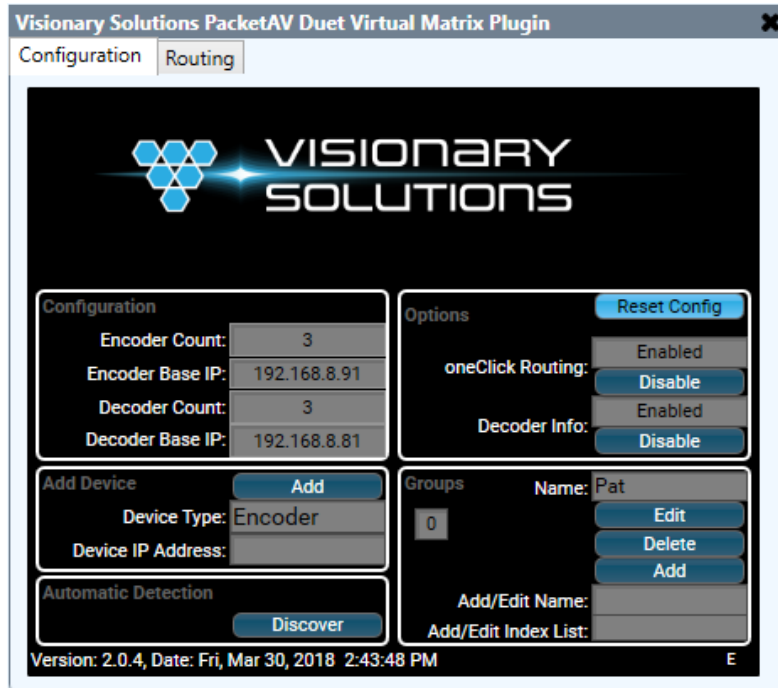 Visionary Solutions PacketAV Duet Virtual Matrix Plugin
Configuration
Routing
VISIONARY
SOLUTIONS
Configuration
Encoder Count: 3
Encoder Base IP: 192.168.8.91
Decoder Count: 3
Decoder Base IP: 192.168.8.81
Options
Reset Config
oneClick Routing: Enabled
Disable
Decoder Info: Enabled
Disable
Add Device
Add
Device Type: Encoder
Device IP Address:
Automatic Detection
Discover
Groups
Name: Pat
0
Edit
Delete
Add
Add/Edit Name:
Add/Edit Index List:
Version: 2.0.4, Date: Fri, Mar 30, 2018 2:43:48 PM
E